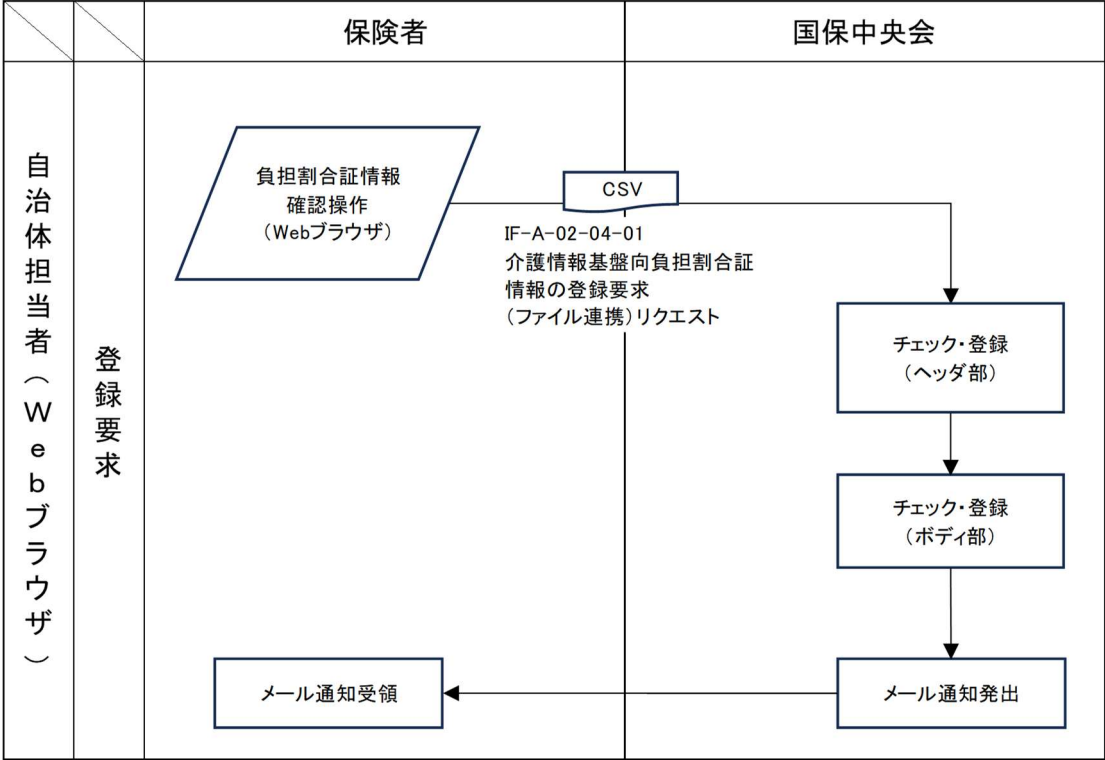 保険者
国保中央会
自治体担当者（Ｗｅｂブラウザ）
登録要求
負担割合証情報
確認操作
（Webブラウザ）
CSV
IF-A-02-04-01
介護情報基盤向負担割合証
情報の登録要求
（ファイル連携）リクエスト
チェック・登録
（ヘッダ部）
チェック・登録
（ボディ部）
メール通知受領
メール通知発出